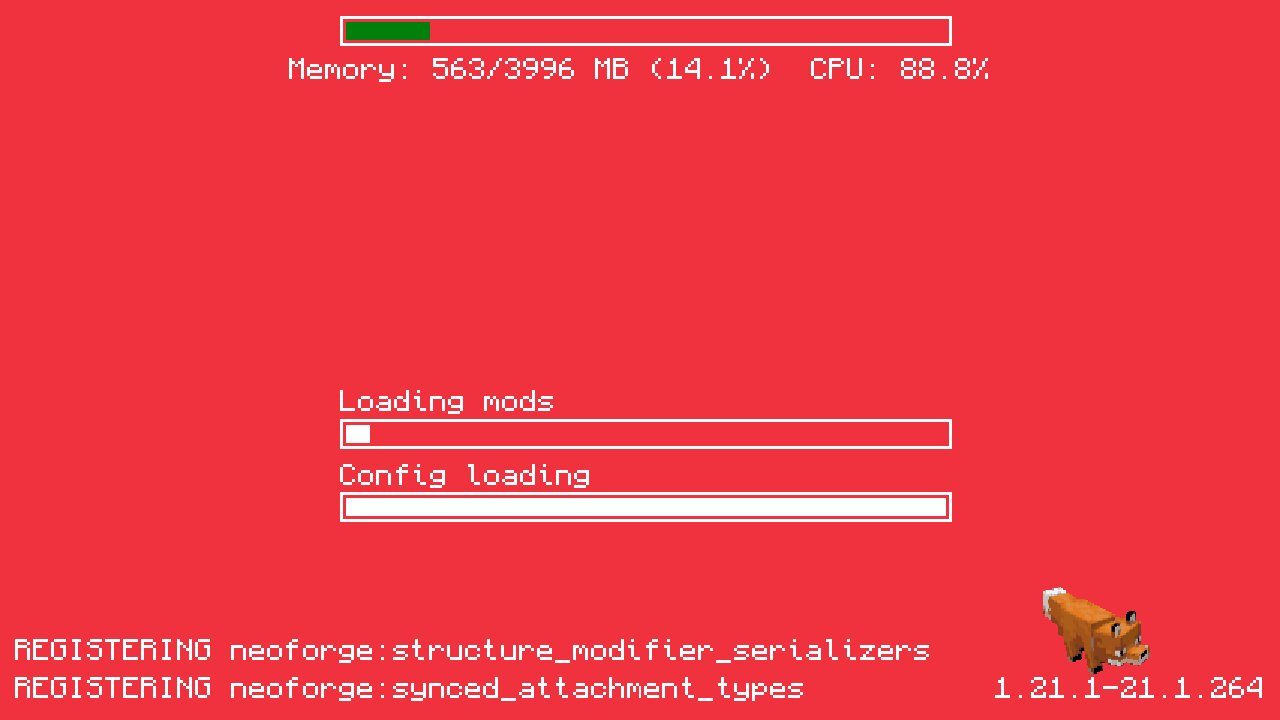 Memory: 563/3996 MB (14.1%)  CPU: 88.8%
Loading mods
Config loading
REGISTERING neoforge:structure_modifier_serializers
REGISTERING neoforge:synced_attachment_types
1.21.1-21.1.264